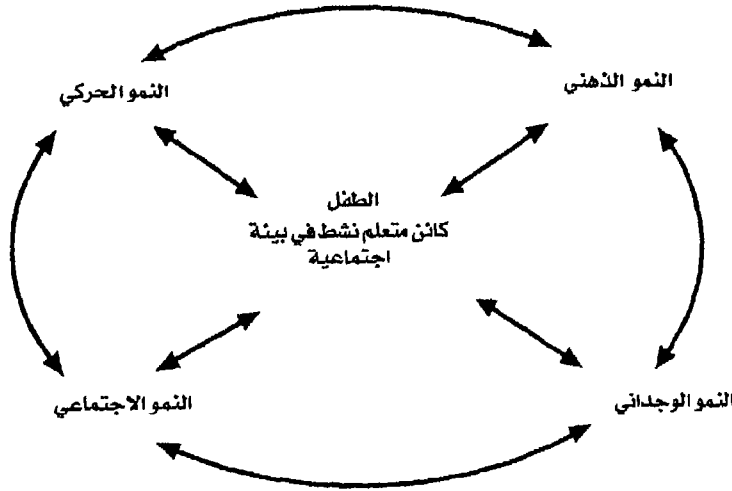 النمو الذهني
النمو الحركي
الطفل
كائن متعلم نشط في بيئة
اجتماعية
النمو الوجداني
النمو الاجتماعي